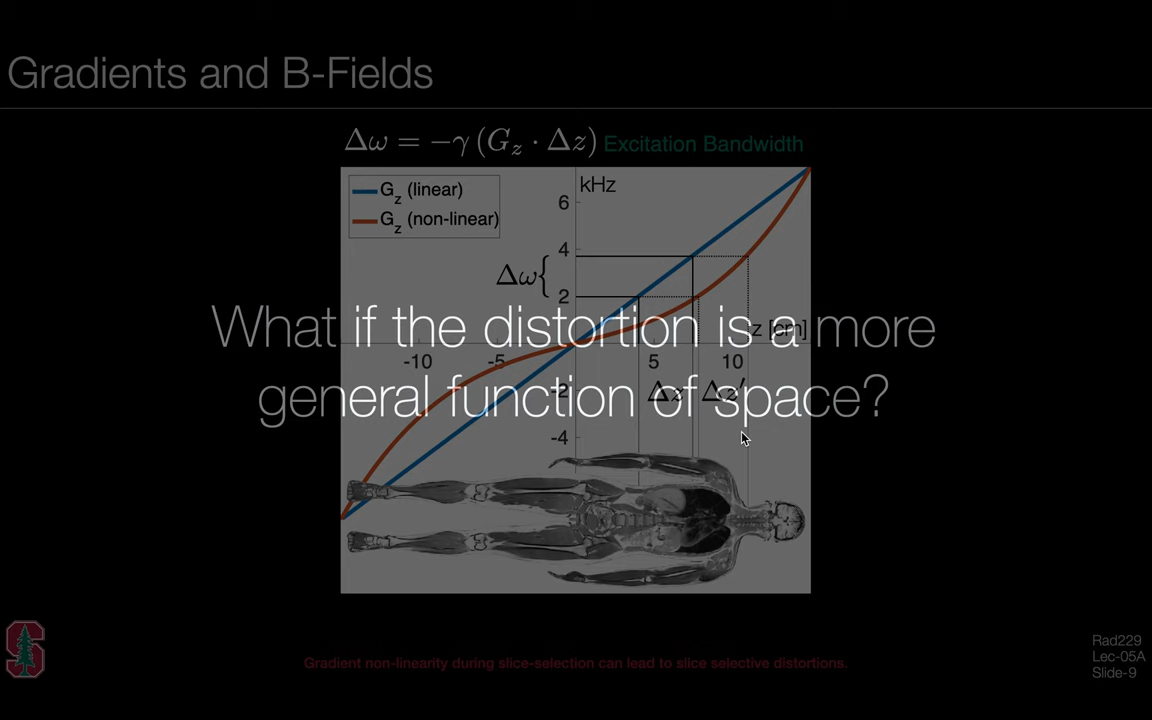 Gradients and B-Fields
Δω = −γ (G_z · Δz) Excitation Bandwidth
G_z (linear)
G_z (non-linear)
kHz
6
4
Δω{
2
What if the distortion is a more
z [cm]
-10 -5 5 10
-2
Δz Δz′
general function of space?
-4
Gradient non-linearity during slice-selection can lead to slice selective distortions.
Rad229
Lec-05A
Slide-9